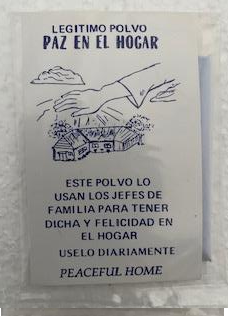 LEGITIMO POLVO
PAZ EN EL HOGAR
ESTE POLVO LO
USAN LOS JEFES DE
FAMILIA PARA TENER
DICHA Y FELICIDAD EN
EL HOGAR
USELO DIARIAMENTE
PEACEFUL HOME